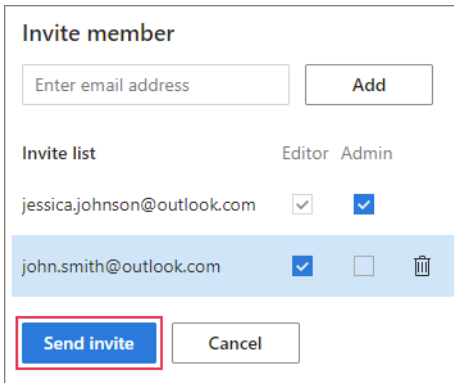 Invite member
Enter email address Add
Invite list Editor Admin
jessica.johnson@outlook.com
john.smith@outlook.com
Send invite Cancel